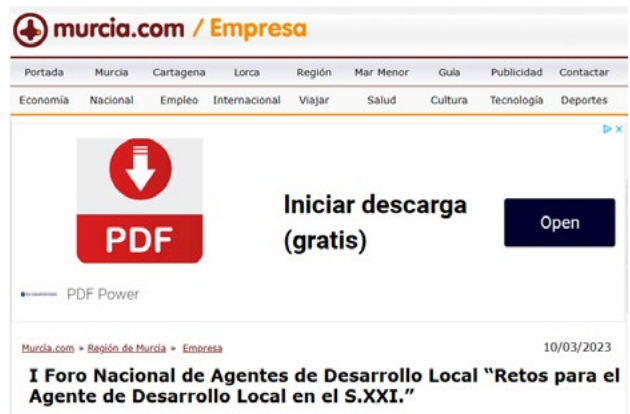 murcia.com / Empresa
Portada Murcia Cartagena Lorca Región Mar Menor Guía Publicidad Contactar
Economía Nacional Empleo Internacional Viajar Salud Cultura Tecnología Deportes
PDF
Iniciar descarga
(gratis)
Open
PDF Power
Murcia.com » Región de Murcia » Empresa 10/03/2023
I Foro Nacional de Agentes de Desarrollo Local “Retos para el
Agente de Desarrollo Local en el S.XXI.”